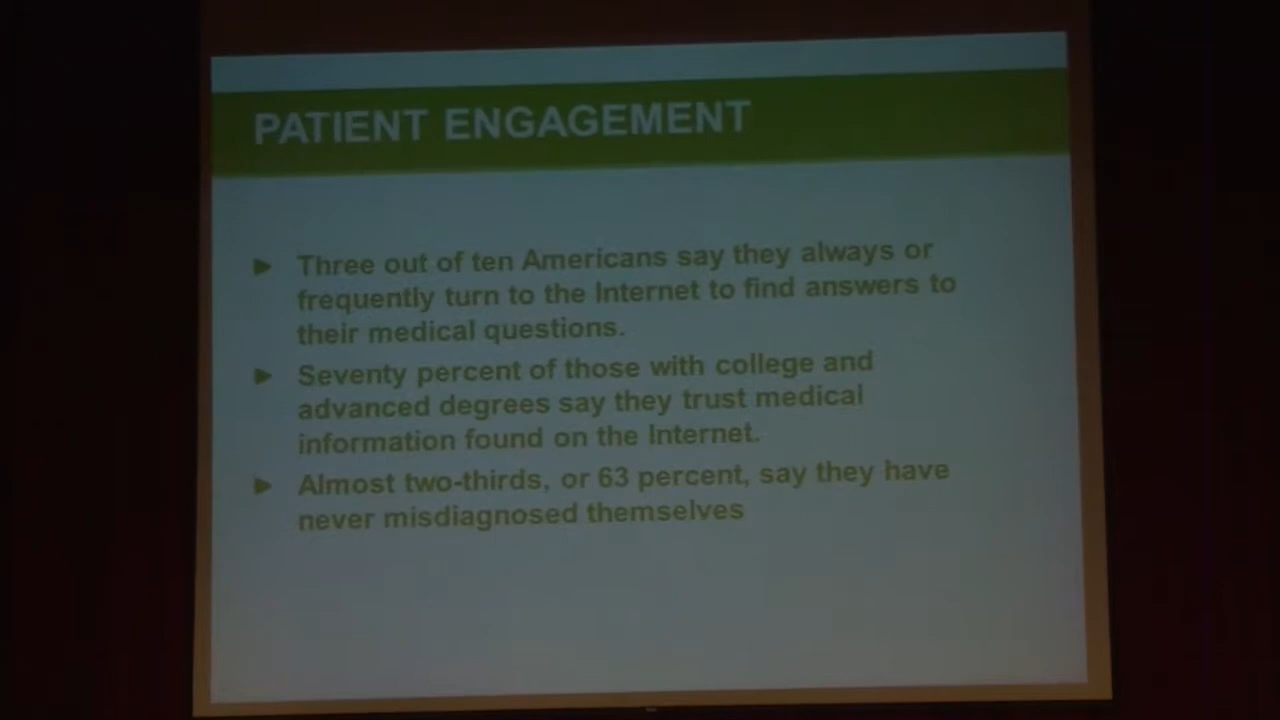 PATIENT ENGAGEMENT
Three out of ten Americans say they always or
frequently turn to the Internet to find answers to
their medical questions.
Seventy percent of those with college and
advanced degrees say they trust medical
information found on the Internet.
Almost two-thirds, or 63 percent, say they have
never misdiagnosed themselves